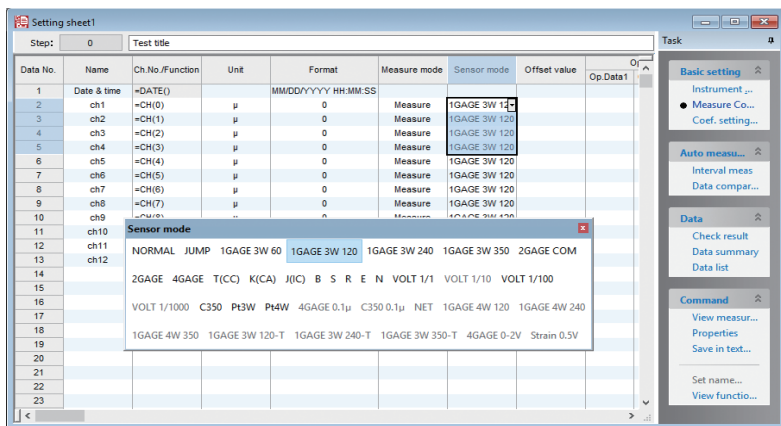 Setting sheet1
Step: 0 Test title
Data No. Name Ch.No./Function Unit Format Measure mode Sensor mode Offset value Op.Data1
1 Date & time =DATE() MM/DD/YYYY HH:MM:SS
2 ch1 =CH(0) µ 0 Measure 1GAGE 3W 12
3 ch2 =CH(1) µ 0 Measure 1GAGE 3W 120
4 ch3 =CH(2) µ 0 Measure 1GAGE 3W 120
5 ch4 =CH(3) µ 0 Measure 1GAGE 3W 120
6 ch5 =CH(4) µ 0 Measure 1GAGE 3W 120
7 ch6 =CH(5) µ 0 Measure 1GAGE 3W 120
8 ch7 =CH(6) µ 0 Measure 1GAGE 3W 120
9 ch8 =CH(7) µ 0 Measure 1GAGE 3W 120
10 ch9 =CH(8) µ 0 Measure 1GAGE 3W 120
11 ch10
12 ch11
13 ch12
14
15
16
17
18
19
20
21
22
23
Sensor mode
NORMAL JUMP 1GAGE 3W 60 1GAGE 3W 120 1GAGE 3W 240 1GAGE 3W 350 2GAGE COM
2GAGE 4GAGE T(CC) K(CA) J(IC) B S R E N VOLT 1/1 VOLT 1/10 VOLT 1/100
VOLT 1/1000 C350 Pt3W Pt4W 4GAGE 0.1µ C350 0.1µ NET 1GAGE 4W 120 1GAGE 4W 240
1GAGE 4W 350 1GAGE 3W 120-T 1GAGE 3W 240-T 1GAGE 3W 350-T 4GAGE 0-2V Strain 0.5V
Task
Basic setting
Instrument ...
Measure Co...
Coef. setting...
Auto measu...
Interval meas
Data compar...
Data
Check result
Data summary
Data list
Command
View measur...
Properties
Save in text...
Set name...
View functio...